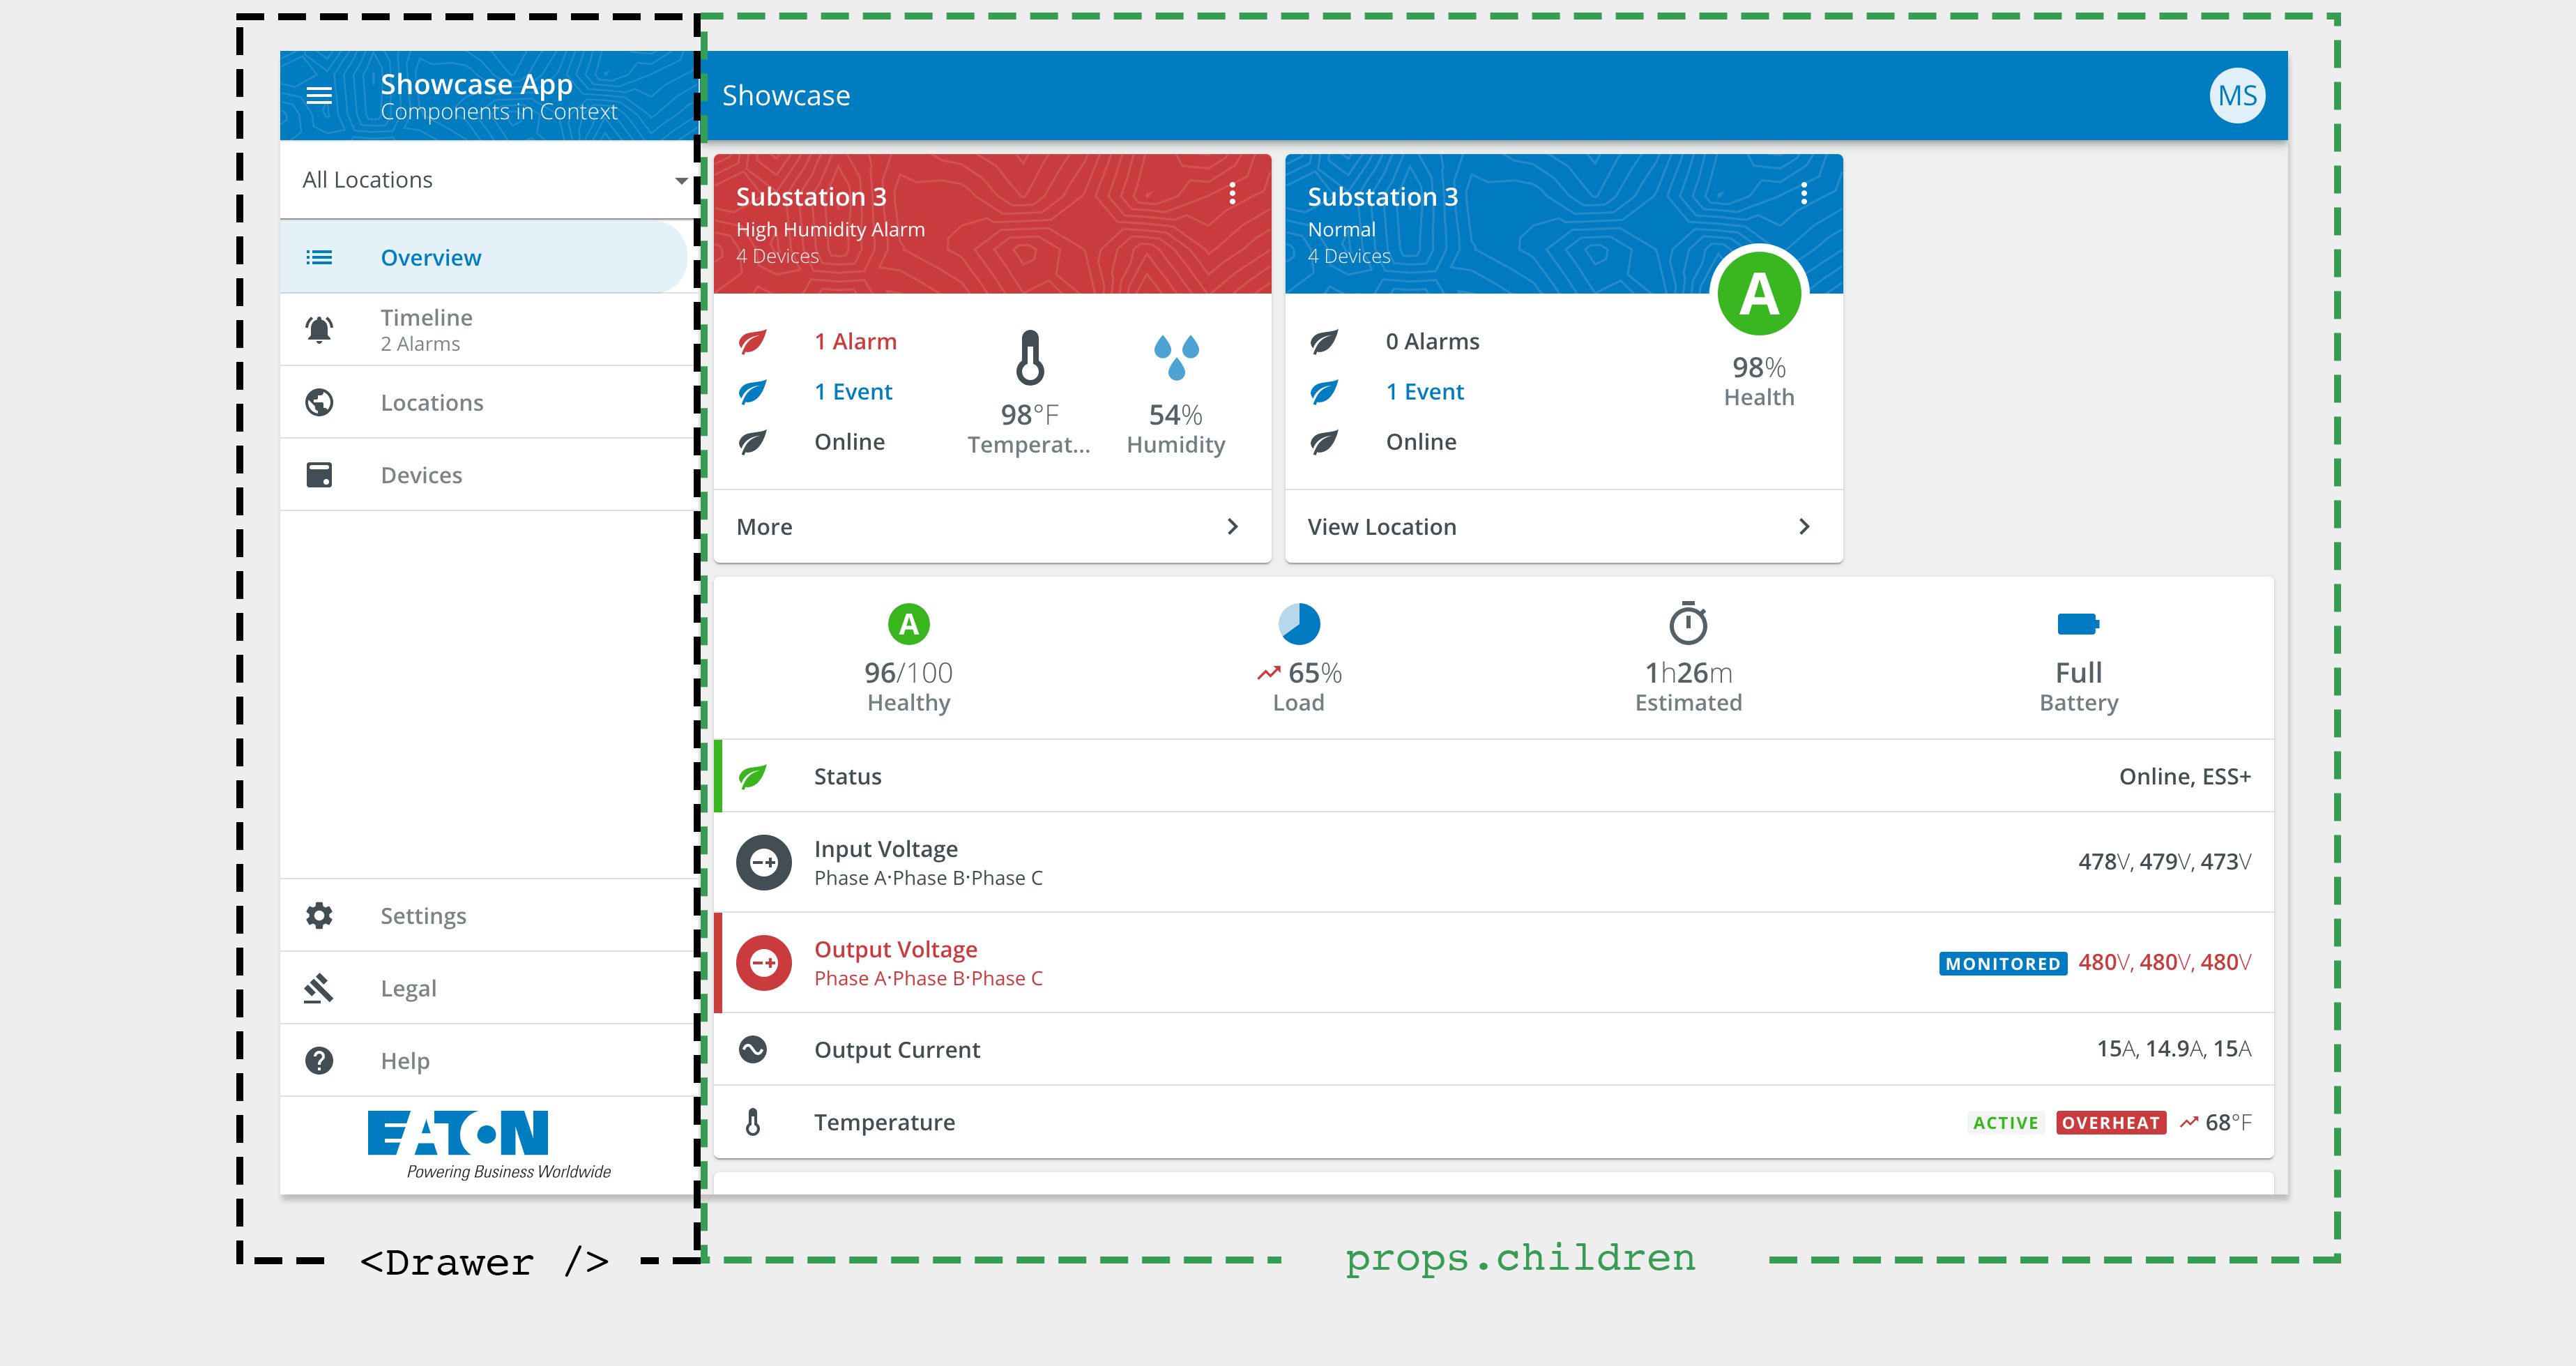 Showcase App
Components in Context
All Locations
Overview
Timeline
2 Alarms
Locations
Devices
Settings
Legal
Help
EATON
Powering Business Worldwide
<Drawer />
Showcase
MS
Substation 3
High Humidity Alarm
4 Devices
1 Alarm
1 Event
Online
98°F
Temperat...
54%
Humidity
More
Substation 3
Normal
4 Devices
A
0 Alarms
1 Event
Online
98%
Health
View Location
A
96/100
Healthy
65%
Load
1h26m
Estimated
Full
Battery
Status
Online, ESS+
Input Voltage
Phase A·Phase B·Phase C
478V, 479V, 473V
Output Voltage
Phase A·Phase B·Phase C
MONITORED 480V, 480V, 480V
Output Current
15A, 14.9A, 15A
Temperature
ACTIVE OVERHEAT 68°F
props.children